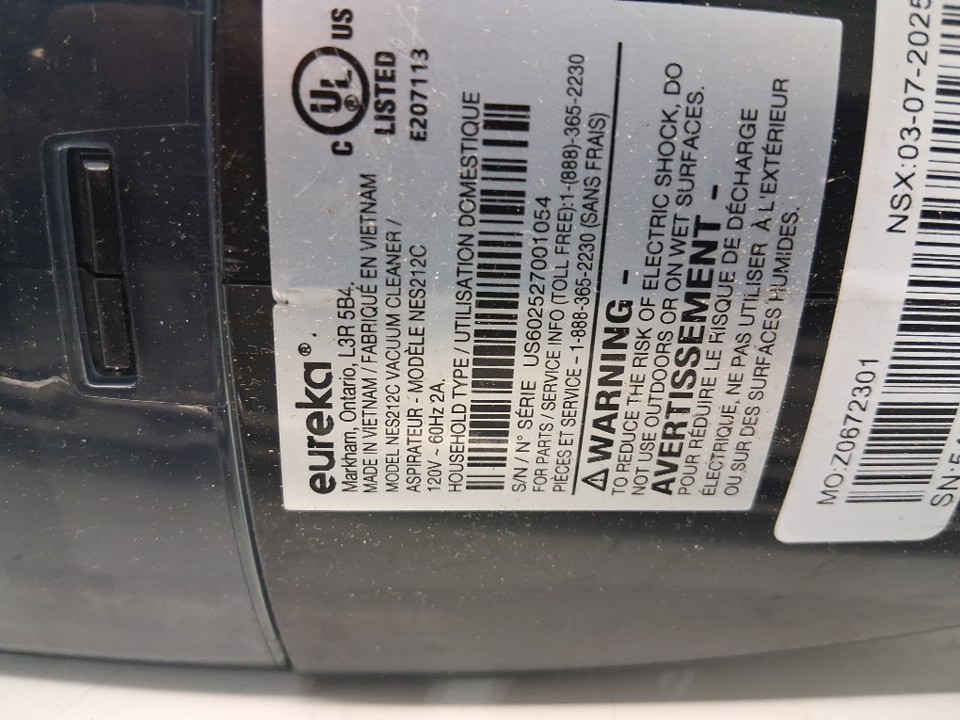 eureka®
Markham, Ontario, L3R 5B4.
MADE IN VIETNAM / FABRIQUÉ EN VIETNAM
MODEL NES212C VACUUM CLEANER /
ASPIRATEUR - MODÈLE NES212C
120V ~ 60Hz 2A.
HOUSEHOLD TYPE / UTILISATION DOMESTIQUE
C UL US
®
LISTED
E207113
S/N / N° SÉRIE US6025277001054
FOR PARTS / SERVICE INFO (TOLL FREE):1-(888)-365-2230
PIÈCES ET SERVICE - 1-888-365-2230 (SANS FRAIS)
⚠WARNING -
TO REDUCE THE RISK OF ELECTRIC SHOCK, DO
NOT USE OUTDOORS OR ON WET SURFACES.
AVERTISSEMENT -
POUR RÉDUIRE LE RISQUE DE DÉCHARGE
ÉLECTRIQUE, NE PAS UTILISER À L'EXTÉRIEUR
OU SUR DES SURFACES HUMIDES.
MO:Z0672301
NSX:03-07-2025